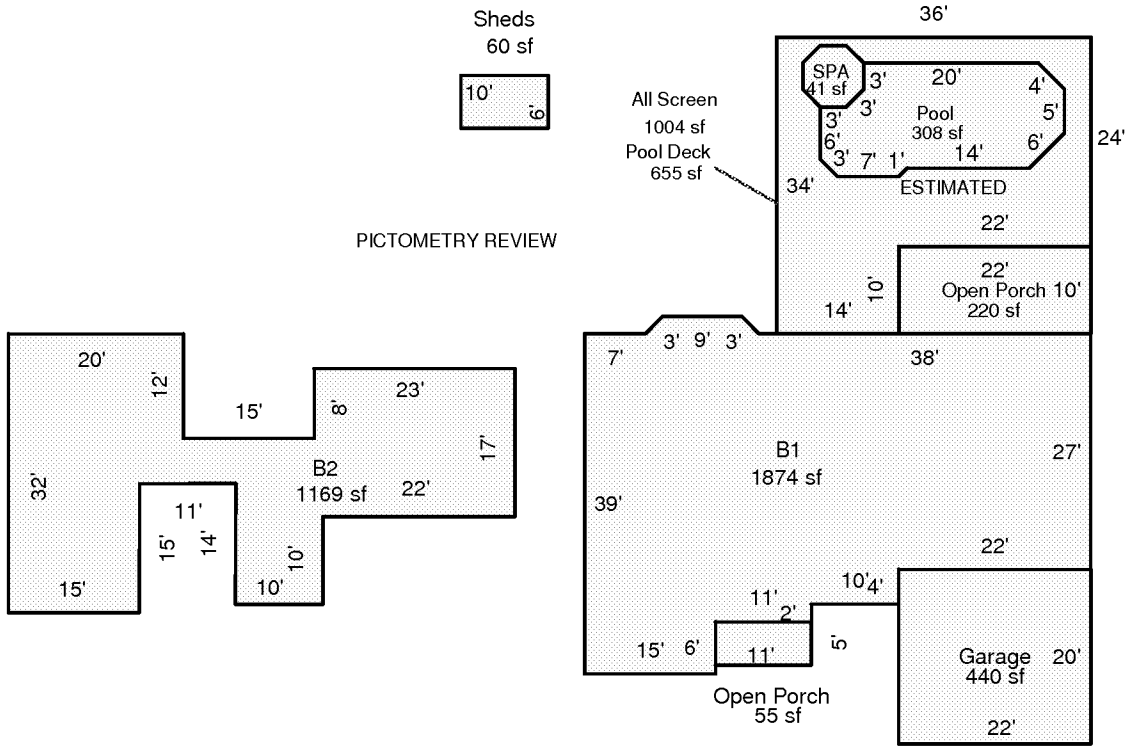 Sheds
60 sf
10'
6'
36'
SPA
41 sf
3'
20'
4'
3'
5'
Pool
308 sf
3'
6'
6'
3'
7'
1'
14'
ESTIMATED
24'
All Screen
1004 sf
Pool Deck
655 sf
34'
22'
PICTOMETRY REVIEW
22'
10'
Open Porch 10'
220 sf
14'
20'
12'
15'
23'
8'
17'
B2
1169 sf
32'
22'
11'
15'
14'
10'
15'
10'
7'
3'
9'
3'
38'
B1
1874 sf
27'
39'
22'
10'
4'
11'
2'
15'
6'
11'
5'
Garage
440 sf
20'
22'
Open Porch
55 sf